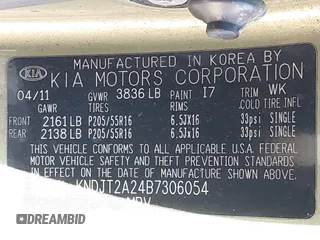 MANUFACTURED IN KOREA BY
KIA KIA MOTORS CORPORATION
04/11 GVWR 3836 LB PAINT I7 TRIM WK
GAWR TIRES RIMS COLD TIRE INFL
FRONT 2161 LB P205/55R16 6.5JX16 33psi SINGLE
REAR 2138 LB P205/55R16 6.5Jx16 33psi SINGLE
THIS VEHICLE CONFORMS TO ALL APPLICABLE FEDERAL
MOTOR VEHICLE SAFETY AND THEFT PREVENTION STANDARDS
IN EFFECT ON THE DATE OF MANUFACTURE SHOWN ABOVE.
KNDJT2A24B7306054
MPV
DREAMBID